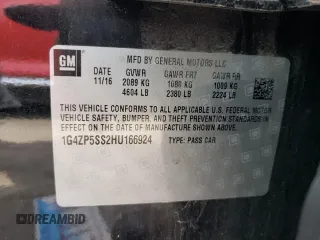 GM
MFD BY GENERAL MOTORS LLC
DATE GVWR GAWR FRT GAWR RR
11/16 2089 KG 1080 KG 1009 KG
4604 LB 2380 LB 2224 LB
THIS VEHICLE CONFORMS TO ALL APPLICABLE U.S. FEDERAL MOTOR
VEHICLE SAFETY, BUMPER, AND THEFT PREVENTION STANDARDS IN
EFFECT ON THE DATE OF MANUFACTURE SHOWN ABOVE.
1G4ZP5SS2HU166924 TYPE: PASS CAR
DREAMBID